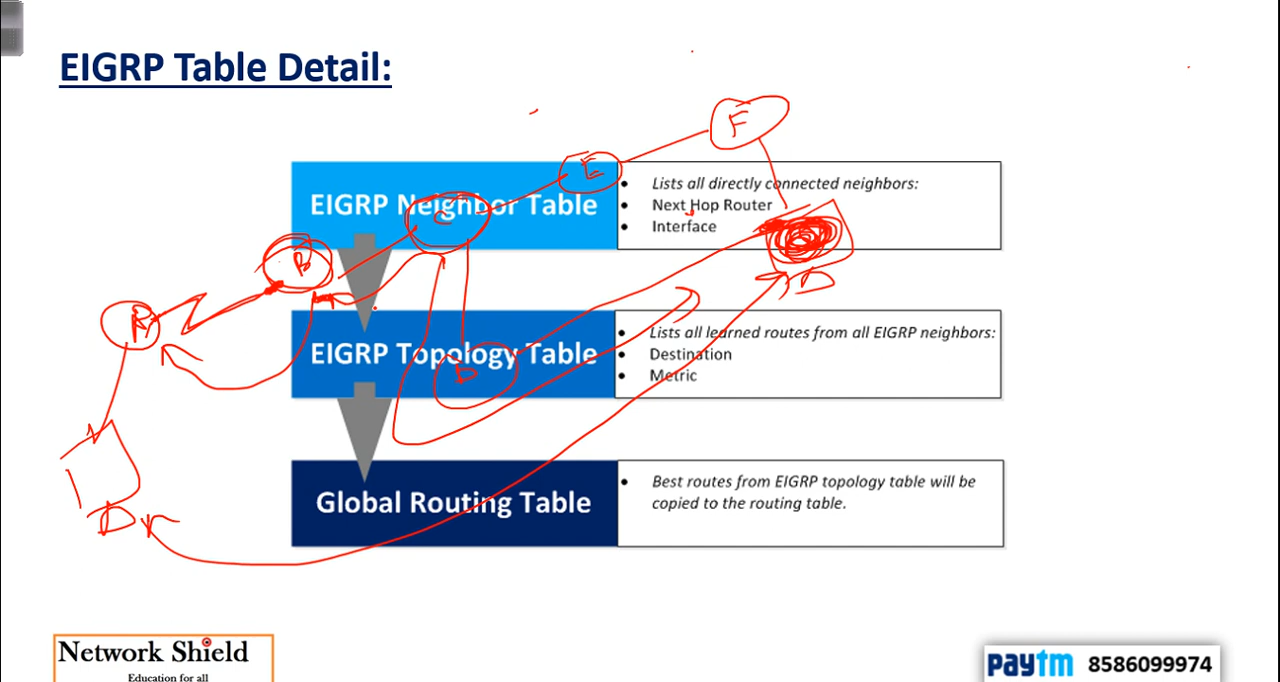 EIGRP Table Detail:
F
E
EIGRP Neighbor Table
C
• Lists all directly connected neighbors:
• Next Hop Router
• Interface
B
D
EIGRP Topology Table
D
• Lists all learned routes from all EIGRP neighbors:
• Destination
• Metric
Global Routing Table
• Best routes from EIGRP topology table will be
copied to the routing table.
Network Shield
Education for all
paytm 8586099974